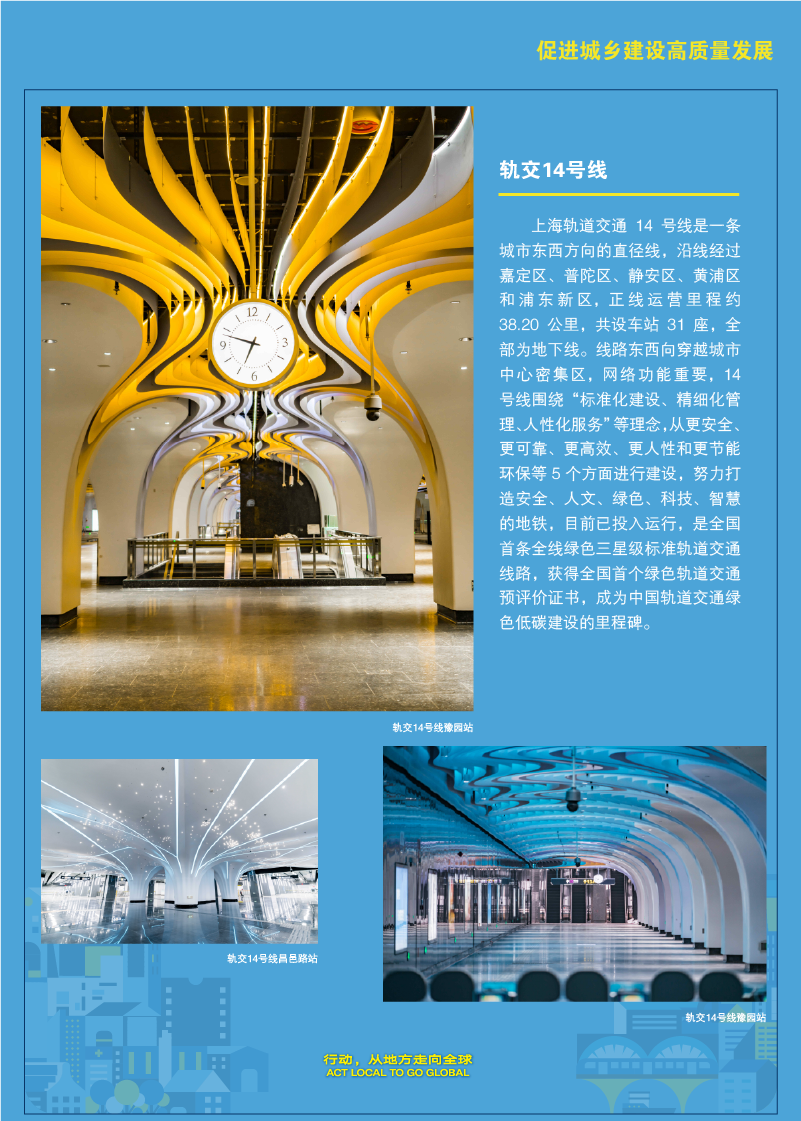 促进城乡建设高质量发展
轨交14号线
上海轨道交通 14 号线是一条
城市东西方向的直径线，沿线经过
嘉定区、普陀区、静安区、黄浦区
和浦东新区，正线运营里程约
38.20 公里，共设车站 31 座，全
部为地下线。线路东西向穿越城市
中心密集区，网络功能重要，14
号线围绕“标准化建设、精细化管
理、人性化服务”等理念，从更安全、
更可靠、更高效、更人性和更节能
环保等 5 个方面进行建设，努力打
造安全、人文、绿色、科技、智慧
的地铁，目前已投入运行，是全国
首条全线绿色三星级标准轨道交通
线路，获得全国首个绿色轨道交通
预评价证书，成为中国轨道交通绿
色低碳建设的里程碑。
12
9
3
6
轨交14号线豫园站
轨交14号线昌邑路站
轨交14号线豫园站
行动，从地方走向全球
ACT LOCAL TO GO GLOBAL